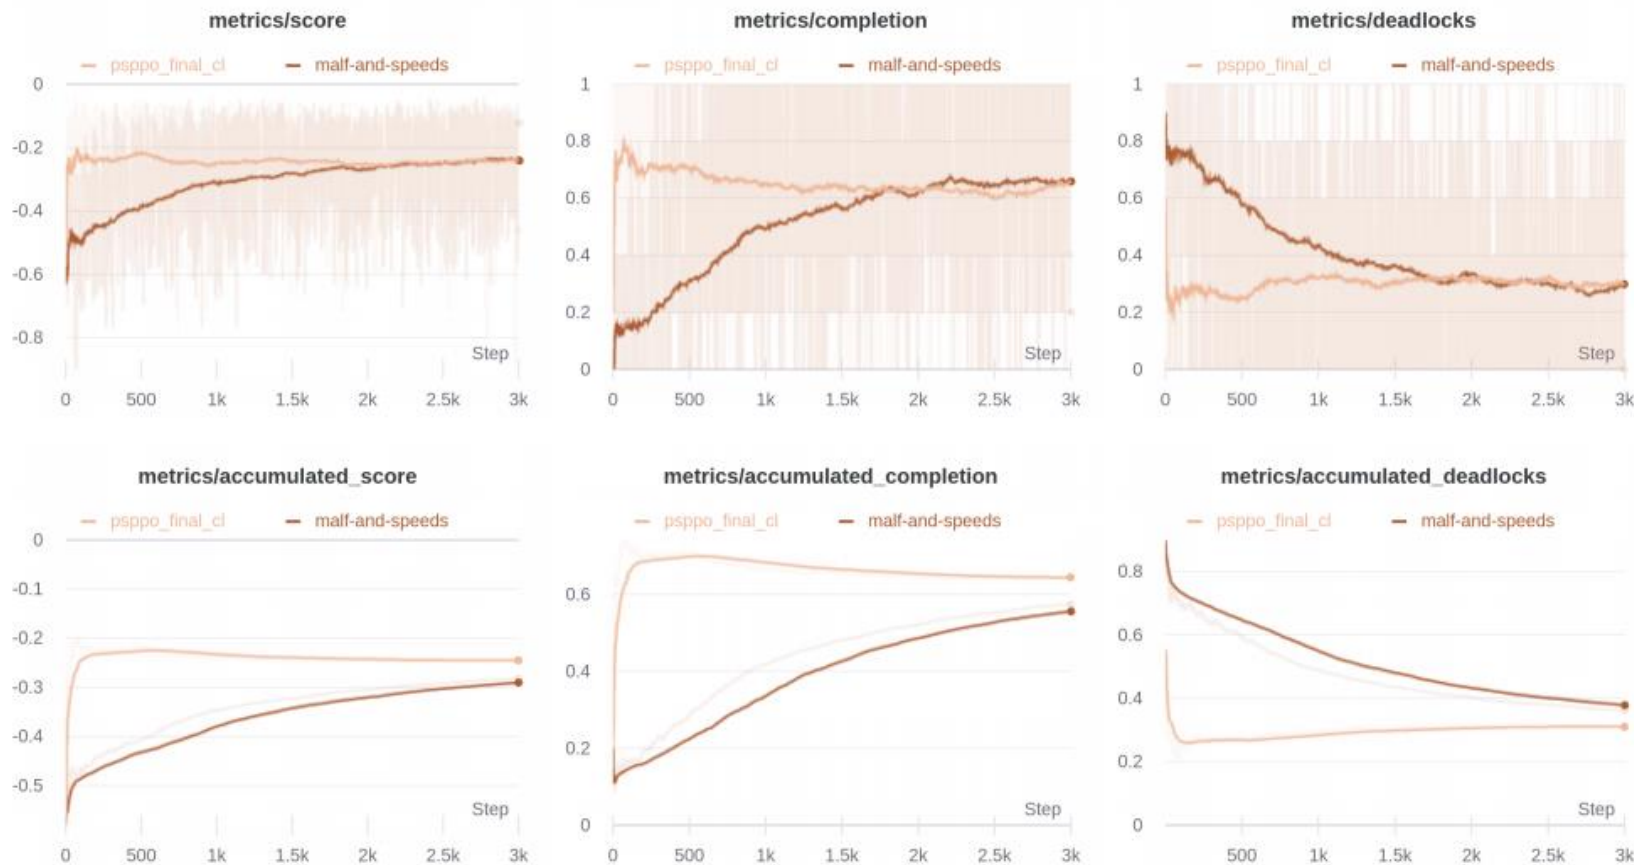 metrics/score
psppo_final_cl malf-and-speeds
0
-0.2
-0.4
-0.6
-0.8
Step
0 500 1k 1.5k 2k 2.5k 3k
metrics/completion
psppo_final_cl malf-and-speeds
1
0.8
0.6
0.4
0.2
0
Step
0 500 1k 1.5k 2k 2.5k 3k
metrics/deadlocks
psppo_final_cl malf-and-speeds
1
0.8
0.6
0.4
0.2
0
Step
0 500 1k 1.5k 2k 2.5k 3k
metrics/accumulated_score
psppo_final_cl malf-and-speeds
0
-0.1
-0.2
-0.3
-0.4
-0.5
Step
0 500 1k 1.5k 2k 2.5k 3k
metrics/accumulated_completion
psppo_final_cl malf-and-speeds
0.6
0.4
0.2
0
Step
0 500 1k 1.5k 2k 2.5k 3k
metrics/accumulated_deadlocks
psppo_final_cl malf-and-speeds
0.8
0.6
0.4
0.2
0
Step
0 500 1k 1.5k 2k 2.5k 3k